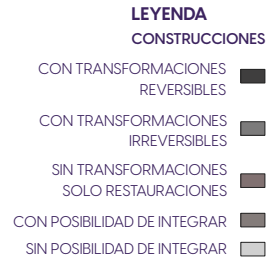 LEYENDA
CONSTRUCCIONES
CON TRANSFORMACIONES
REVERSIBLES
CON TRANSFORMACIONES
IRREVERSIBLES
SIN TRANSFORMACIONES
SOLO RESTAURACIONES
CON POSIBILIDAD DE INTEGRAR
SIN POSIBILIDAD DE INTEGRAR